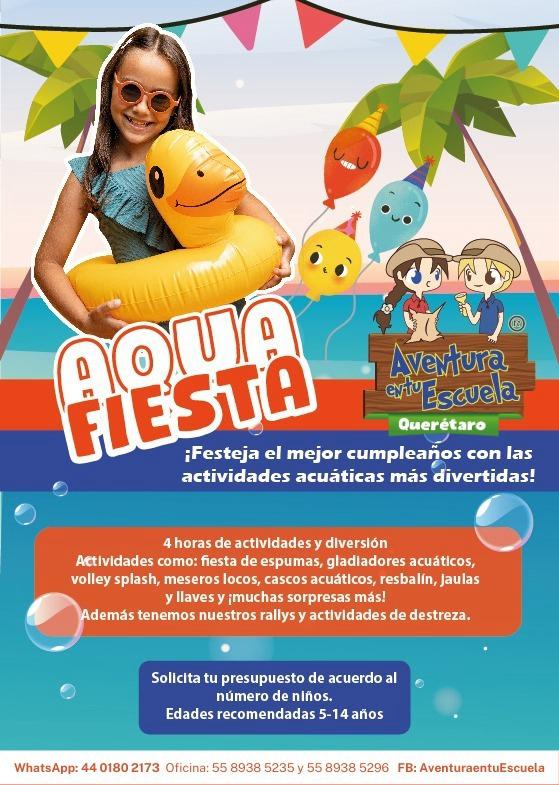 AQUA
FIESTA
Aventura
en tu Escuela
Querétaro
¡Festeja el mejor cumpleaños con las
actividades acuáticas más divertidas!
4 horas de actividades y diversión
Actividades como: fiesta de espumas, gladiadores acuáticos,
volley splash, meseros locos, cascos acuáticos, resbalín, jaulas
y llaves y ¡muchas sorpresas más!
Además tenemos nuestros rallys y actividades de destreza.
Solicita tu presupuesto de acuerdo al
número de niños.
Edades recomendadas 5-14 años
WhatsApp: 44 0180 2173 Oficina: 55 8938 5235 y 55 8938 5296 FB: AventuraentuEscuela